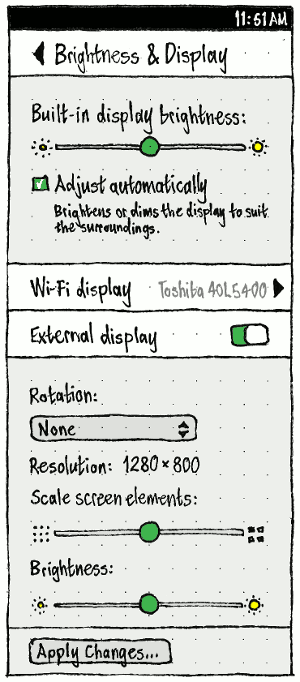 11:51 AM
Brightness & Display
Built-in display brightness:
Adjust automatically
Brightens or dims the display to suit
the surroundings.
Wi-Fi display Toshiba 40L5400
External display
Rotation:
None
Resolution: 1280×800
Scale screen elements:
Brightness:
Apply Changes...